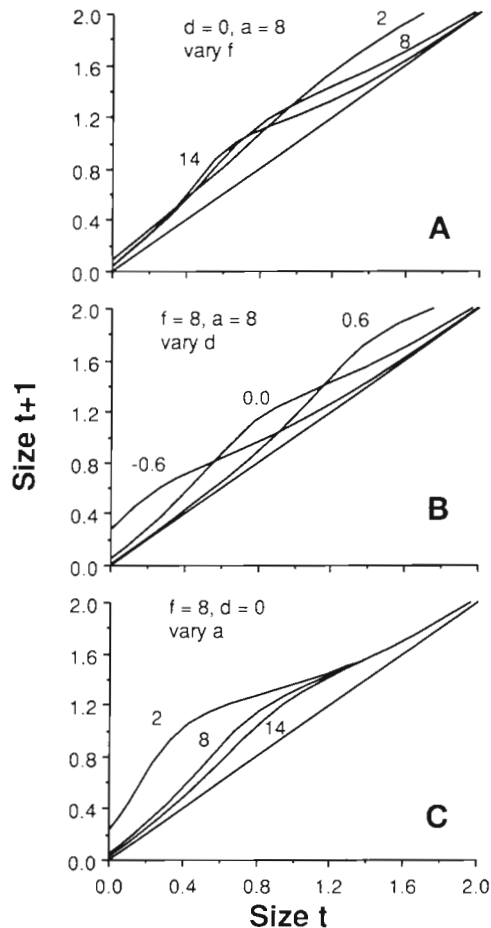 d = 0, a = 8
vary f
2
8
14
A
2.0
1.6
1.2
0.8
0.4
0.0
f = 8, a = 8
vary d
0.6
0.0
-0.6
B
2.0
1.6
1.2
0.8
0.4
0.0
Size t+1
f = 8, d = 0
vary a
2
8
14
C
2.0
1.6
1.2
0.8
0.4
0.0
0.0 0.4 0.8 1.2 1.6 2.0
Size t